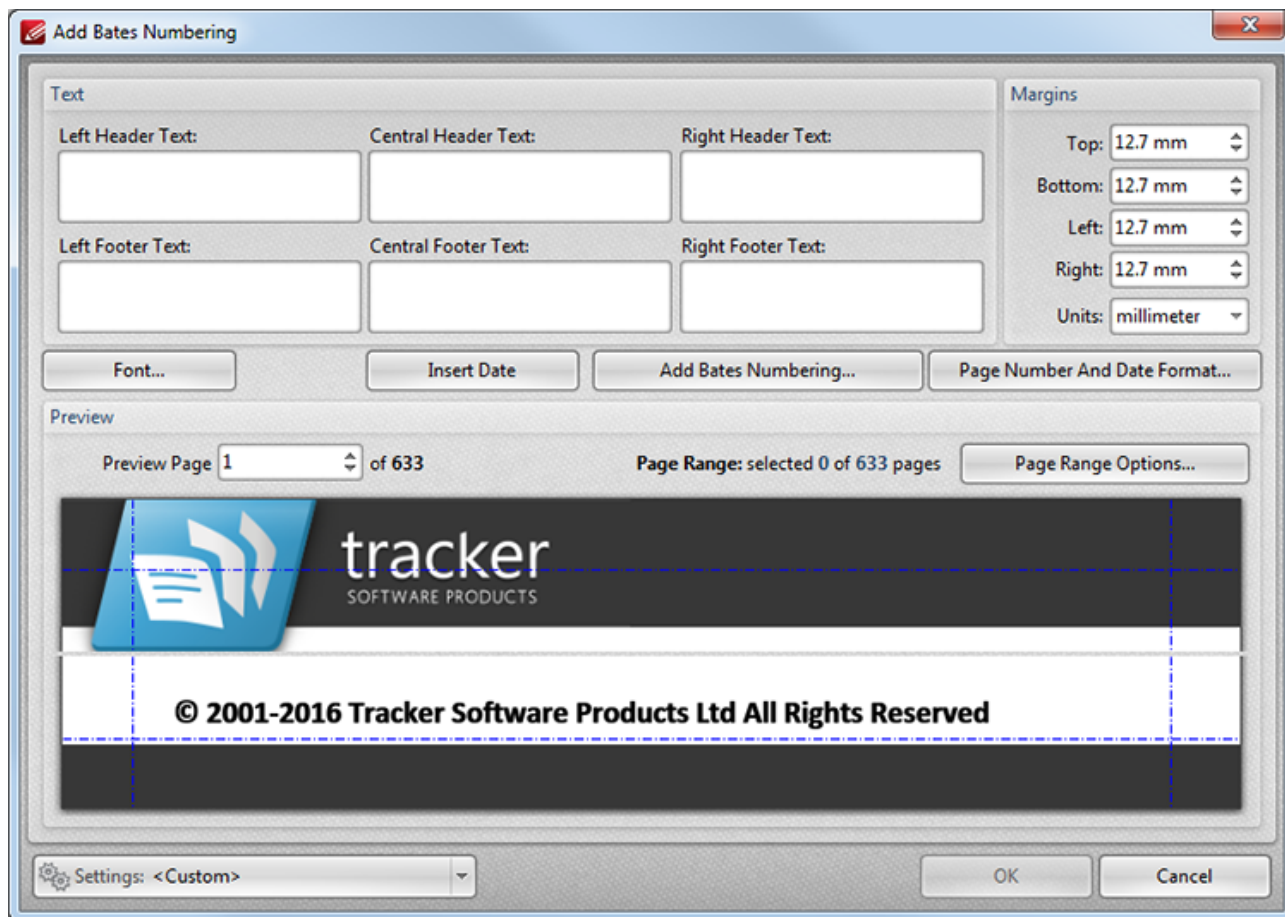 Add Bates Numbering
Text
Margins
Left Header Text: Central Header Text: Right Header Text:
Top: 12.7 mm
Bottom: 12.7 mm
Left: 12.7 mm
Left Footer Text: Central Footer Text: Right Footer Text:
Right: 12.7 mm
Units: millimeter
Font... Insert Date Add Bates Numbering... Page Number And Date Format...
Preview
Preview Page 1 of 633 Page Range: selected 0 of 633 pages Page Range Options...
tracker
SOFTWARE PRODUCTS
© 2001-2016 Tracker Software Products Ltd All Rights Reserved
Settings: <Custom> OK Cancel